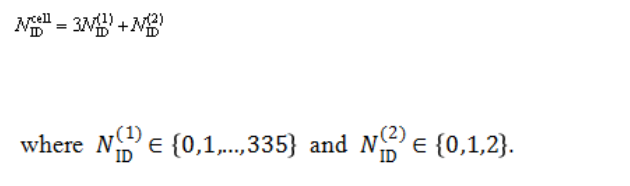 N_ID^cell = 3N_ID^(1) + N_ID^(2)
where N_ID^(1) ∈ {0,1,…,335} and N_ID^(2) ∈ {0,1,2}.